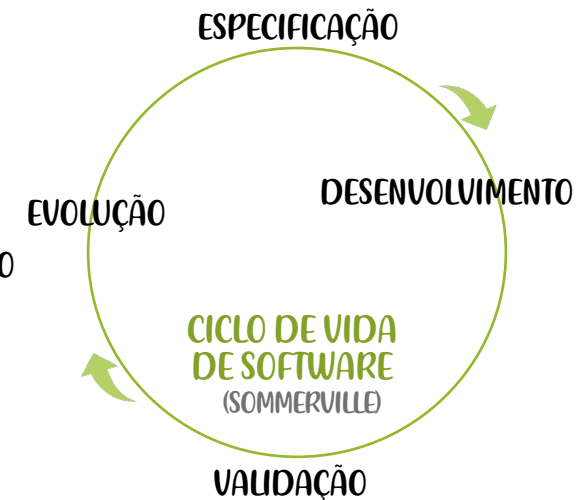 ESPECIFICAÇÃO
DESENVOLVIMENTO
EVOLUÇÃO
O
CICLO DE VIDA
DE SOFTWARE
(SOMMERVILLE)
VALIDAÇÃO